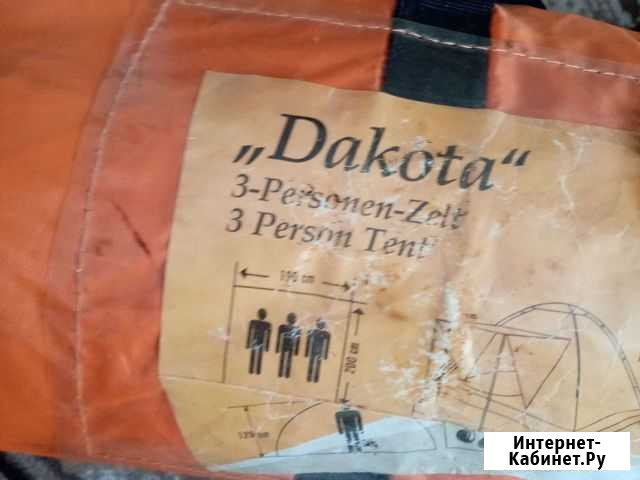 „Dakota“
3-Personen-Zelt
3 Person Tent
190 cm
200 cm
Интернет-
Кабинет.Ру